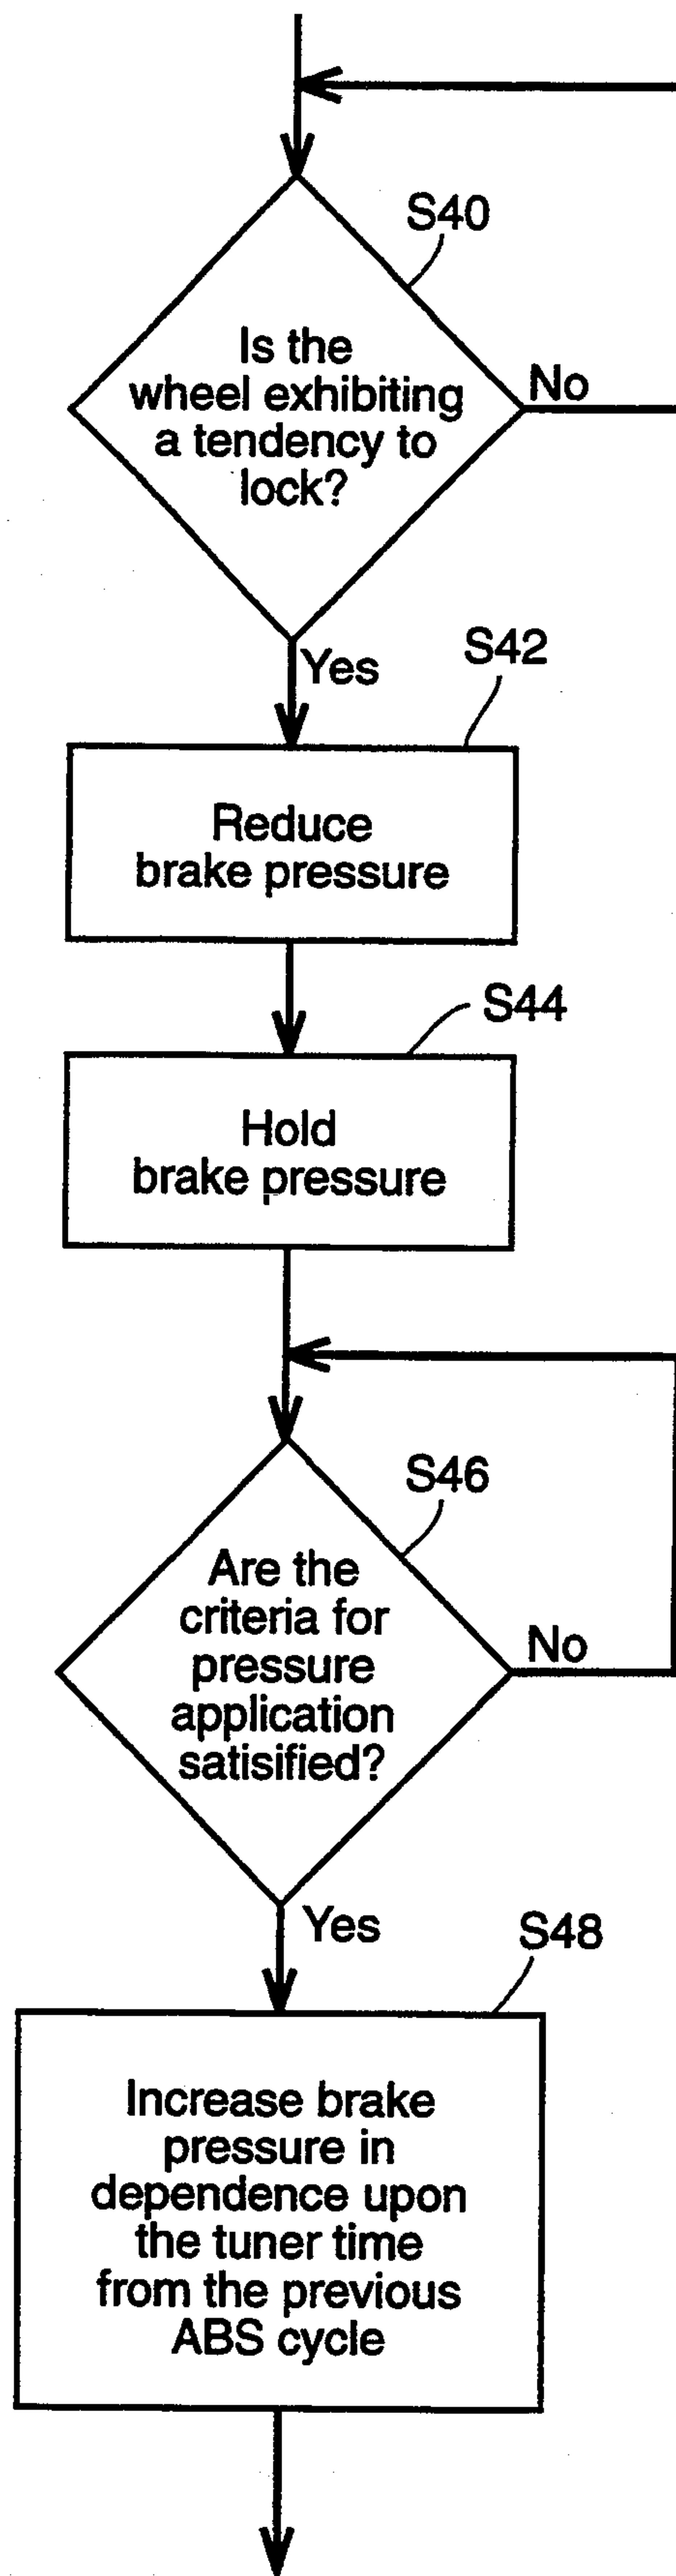 S40
Is the
wheel exhibiting
a tendency to
lock?
No
Yes
S42
Reduce
brake pressure
S44
Hold
brake pressure
S46
Are the
criteria for
pressure
application
satisified?
No
Yes
S48
Increase brake
pressure in
dependence upon
the tuner time
from the previous
ABS cycle